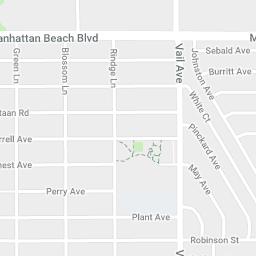 anhattan Beach Blvd
M
Green Ln
Blossom Ln
Rindge Ln
Vail Ave
Johnston Ave
Sebald Ave
Burritt Ave
White Ct
taan Rd
Pinckard Ave
rrell Ave
nest Ave
May Ave
Perry Ave
Plant Ave
V
Robinson St